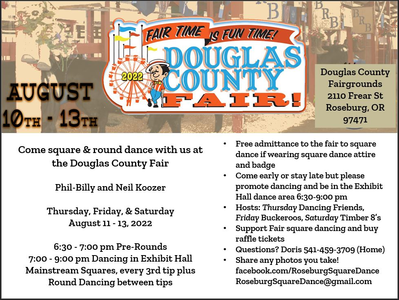 FAIR TIME IS FUN TIME!
2022
DOUGLAS
COUNTY
FAIR!
AUGUST
10TH - 13TH
Douglas County
Fairgrounds
2110 Frear St
Roseburg, OR
97471
Come square & round dance with us at
the Douglas County Fair
Phil-Billy and Neil Koozer
Thursday, Friday, & Saturday
August 11 - 13, 2022
6:30 - 7:00 pm Pre-Rounds
7:00 - 9:00 pm Dancing in Exhibit Hall
Mainstream Squares, every 3rd tip plus
Round Dancing between tips
• Free admittance to the fair to square
dance if wearing square dance attire
and badge
• Come early or stay late but please
promote dancing and be in the Exhibit
Hall dance area 6:30-9:00 pm
• Hosts: Thursday Dancing Friends,
Friday Buckeroos, Saturday Timber 8's
• Support Fair square dancing and buy
raffle tickets
• Questions? Doris 541-459-3709 (Home)
• Share any photos you take!
facebook.com/RoseburgSquareDance
RoseburgSquareDance@gmail.com